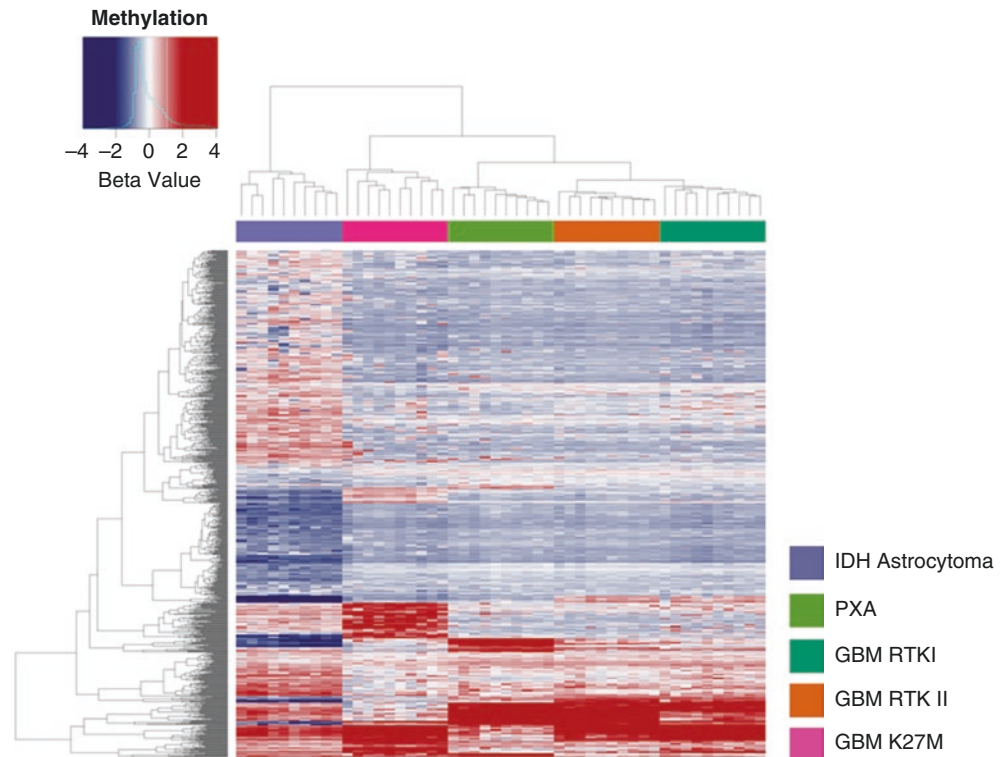 Methylation
−4 −2 0 2 4
Beta Value
IDH Astrocytoma
PXA
GBM RTKI
GBM RTK II
GBM K27M